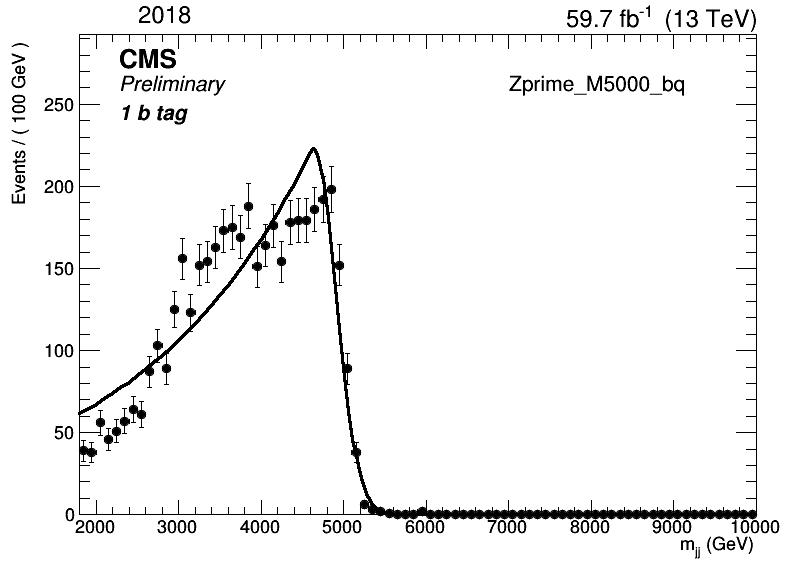 2018
59.7 fb⁻¹ (13 TeV)
CMS
Preliminary
1 b tag
Zprime_M5000_bq
Events / ( 100 GeV )
250
200
150
100
50
0
2000 3000 4000 5000 6000 7000 8000 9000 10000
m_jj (GeV)